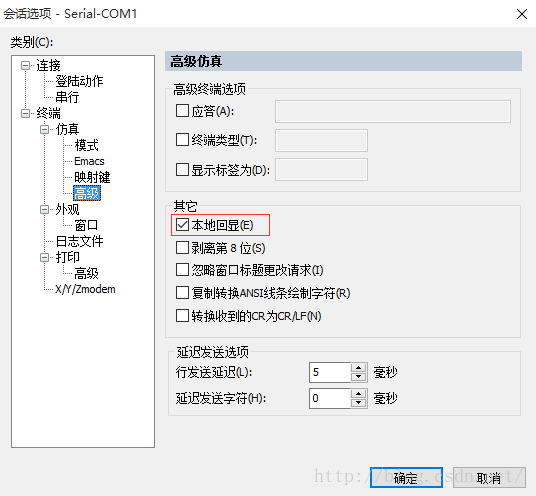 会话选项 - Serial-COM1
类别(C):
连接
登陆动作
串行
终端
仿真
模式
Emacs
映射键
高级
外观
窗口
日志文件
打印
高级
X/Y/Zmodem
高级仿真
高级终端选项
应答(A):
终端类型(T):
显示标签为(D):
其它
本地回显(E)
剥离第 8 位(S)
忽略窗口标题更改请求(I)
复制转换ANSI线条绘制字符(R)
转换收到的CR为CR/LF(N)
延迟发送选项
行发送延迟(L): 5 毫秒
延迟发送字符(H): 0 毫秒
确定 取消
http://blog.csdn.net/